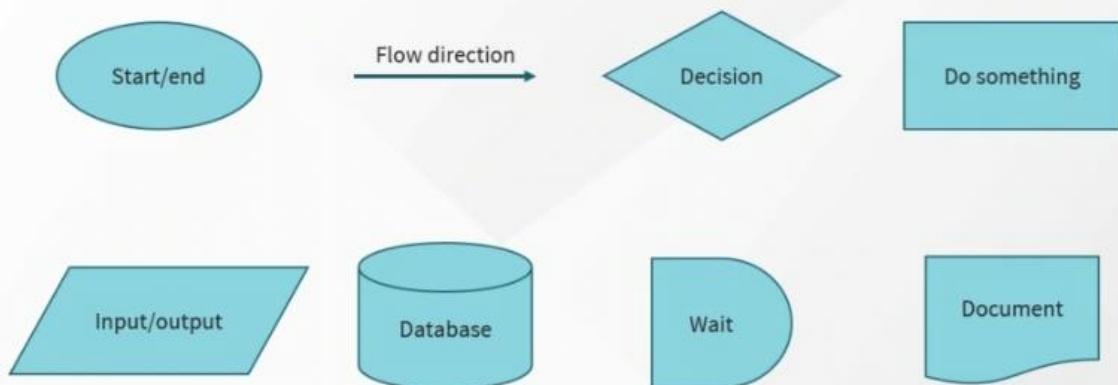 Start/end
Flow direction
Decision
Do something
Input/output
Database
Wait
Document